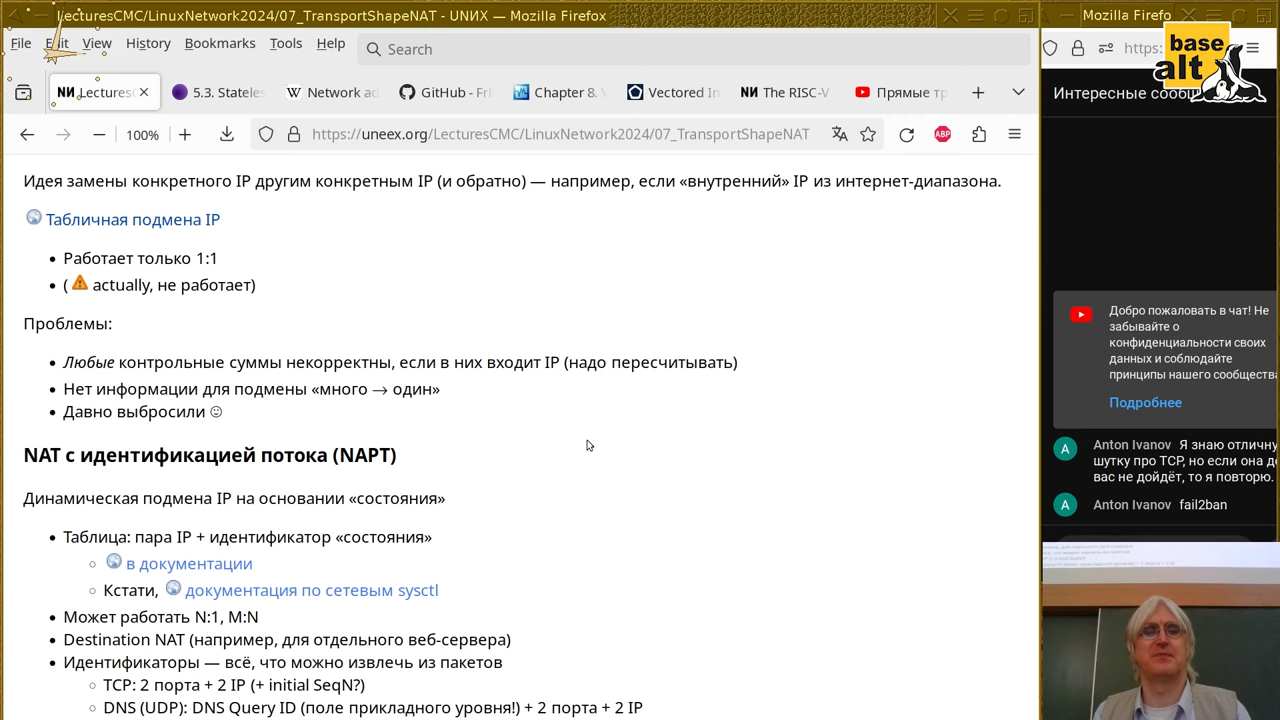 LecturesCMC/LinuxNetwork2024/07_TransportShapeNAT - UNИX — Mozilla Firefox
File Edit View History Bookmarks Tools Help
Search
NИ Lectures
5.3. Stateles
W Network ad
GitHub - Fr
Chapter 8.
Vectored In
NИ The RISC-V
Прямые тр
100%
https://uneex.org/LecturesCMC/LinuxNetwork2024/07_TransportShapeNAT
ABP
Идея замены конкретного IP другим конкретным IP (и обратно) — например, если «внутренний» IP из интернет-диапазона.
Табличная подмена IP
• Работает только 1:1
• ( actually, не работает)
Проблемы:
• Любые контрольные суммы некорректны, если в них входит IP (надо пересчитывать)
• Нет информации для подмены «много → один»
• Давно выбросили ☺
NAT с идентификацией потока (NAPT)
Динамическая подмена IP на основании «состояния»
• Таблица: пара IP + идентификатор «состояния»
◦ в документации
◦ Кстати, документация по сетевым sysctl
• Может работать N:1, M:N
• Destination NAT (например, для отдельного веб-сервера)
• Идентификаторы — всё, что можно извлечь из пакетов
◦ TCP: 2 порта + 2 IP (+ initial SeqN?)
◦ DNS (UDP): DNS Query ID (поле прикладного уровня!) + 2 порта + 2 IP
Mozilla Firefo
https:
base
alt
Интересные сообщ
Добро пожаловать в чат! Не
забывайте о
конфиденциальности своих
данных и соблюдайте
принципы нашего сообщества
Подробнее
A Anton Ivanov Я знаю отличну
шутку про TCP, но если она д
вас не дойдёт, то я повторю.
A Anton Ivanov fail2ban